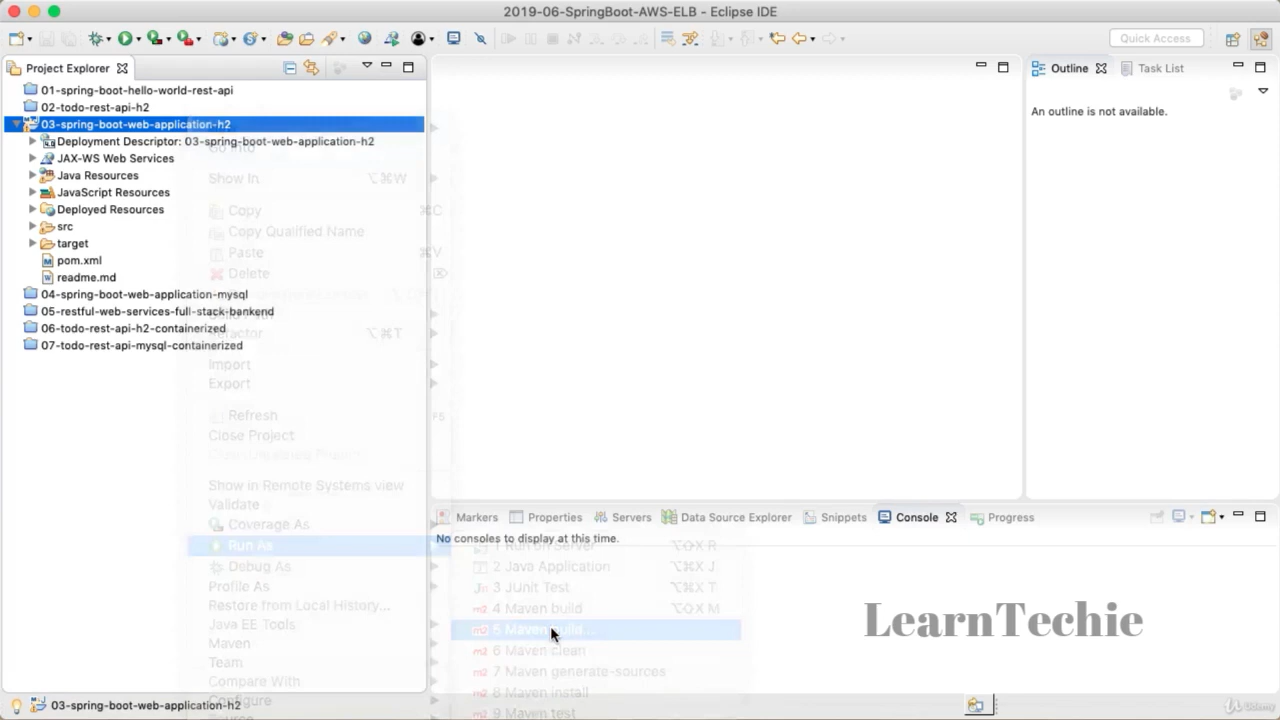 2019-06-SpringBoot-AWS-ELB - Eclipse IDE
Quick Access
Project Explorer
01-spring-boot-hello-world-rest-api
02-todo-rest-api-h2
03-spring-boot-web-application-h2
Deployment Descriptor: 03-spring-boot-web-application-h2
JAX-WS Web Services
Java Resources
JavaScript Resources
Deployed Resources
src
target
pom.xml
readme.md
04-spring-boot-web-application-mysql
05-restful-web-services-full-stack-bankend
06-todo-rest-api-h2-containerized
07-todo-rest-api-mysql-containerized
Go Into
Show In ⌥⌘W
Copy ⌘C
Copy Qualified Name
Paste ⌘V
Delete
Refactor ⌥⌘T
Import
Export
Refresh F5
Close Project
Show in Remote Systems view
Validate
Coverage As
Run As
Debug As
Profile As
Restore from Local History...
Java EE Tools
Maven
Team
Compare With
Configure
Source
Outline
Task List
An outline is not available.
Markers
Properties
Servers
Data Source Explorer
Snippets
Console
Progress
No consoles to display at this time.
1 Run on Server ⌥⇧X R
2 Java Application ⌥⌘X J
3 JUnit Test ⌥⌘X T
4 Maven build ⌥⇧X M
5 Maven build...
6 Maven clean
7 Maven generate-sources
8 Maven install
9 Maven test
LearnTechie
03-spring-boot-web-application-h2
Udemy